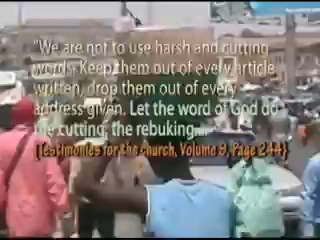 "We are not to use harsh and cutting
words. Keep them out of every article
written, drop them out of every
address given. Let the word of God do
the cutting, the rebuking...
{Testimonies for the church, Volume 9, Page 244}